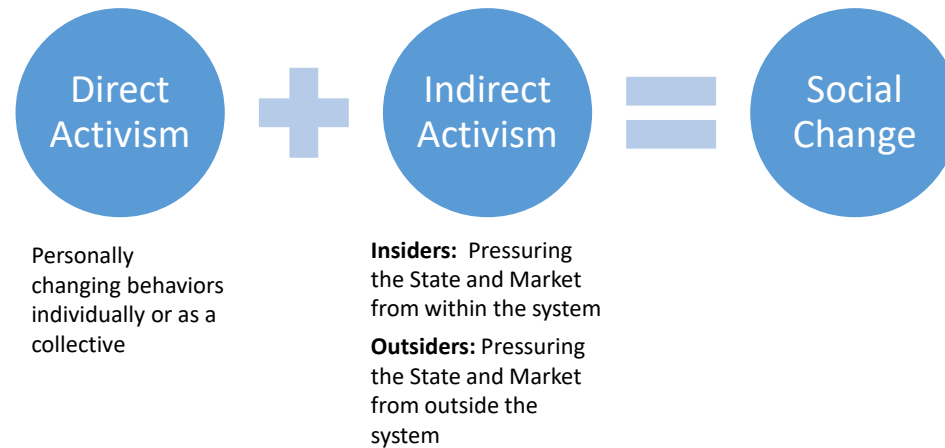 Direct
Activism
Indirect
Activism
Social
Change
Personally
changing behaviors
individually or as a
collective
Insiders: Pressuring
the State and Market
from within the system
Outsiders: Pressuring
the State and Market
from outside the
system